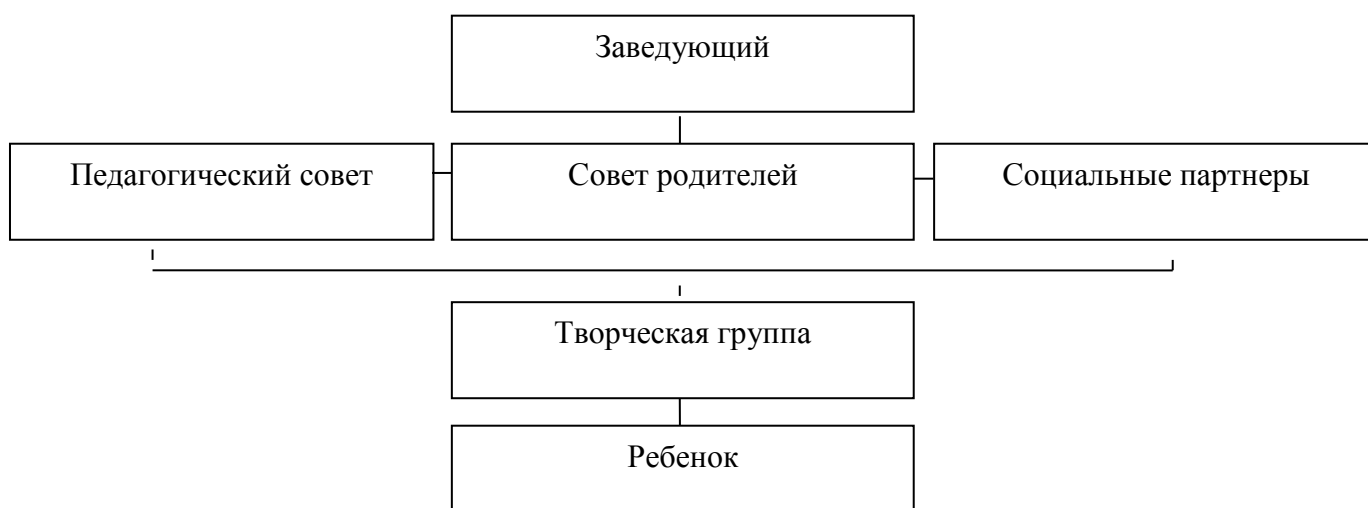 Заведующий
Педагогический совет
Совет родителей
Социальные партнеры
Творческая группа
Ребенок